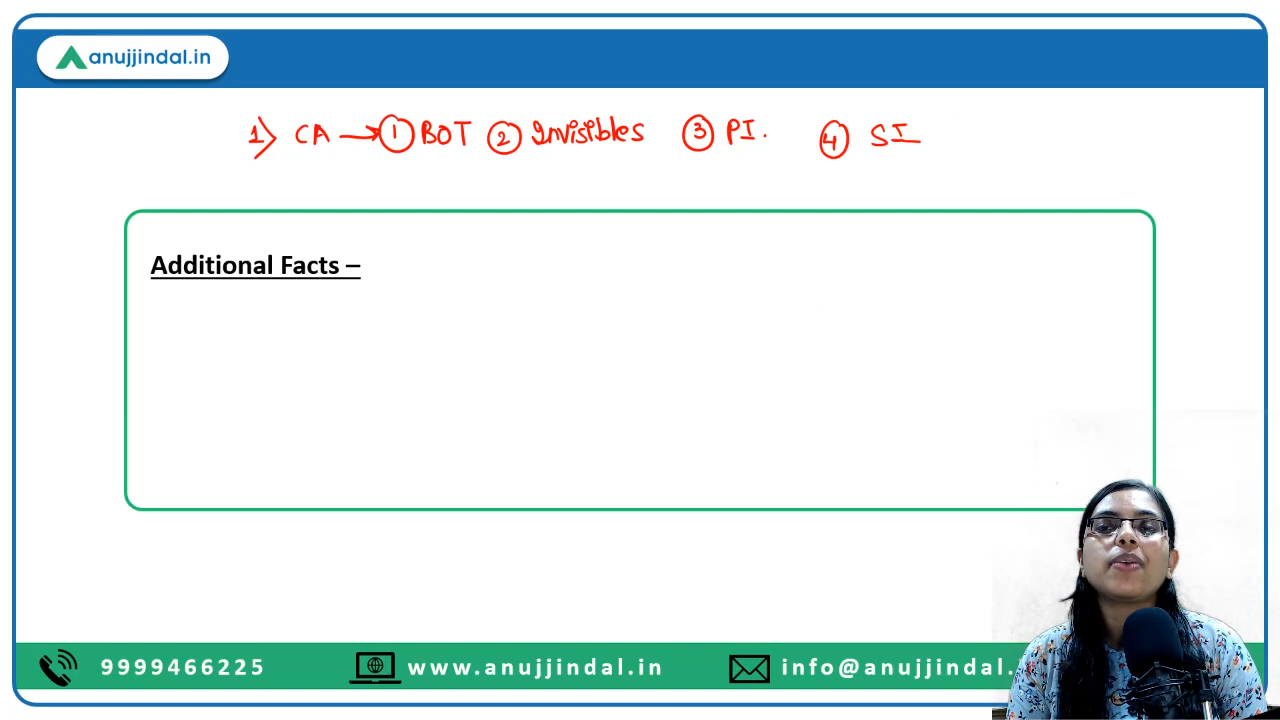 anujjindal.in
1) CA → ① BOT ② Invisibles ③ PI. ④ SI
Additional Facts –
9999466225 www.anujjindal.in info@anujjindal.